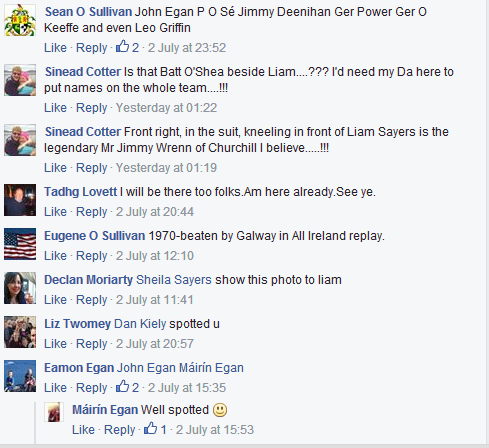 Sean O Sullivan John Egan P O Sé Jimmy Deenihan Ger Power Ger O
Keeffe and even Leo Griffin
Like · Reply · 2 · 2 July at 23:52
Sinead Cotter Is that Batt O'Shea beside Liam....??? I'd need my Da here to
put names on the whole team....!!!
Like · Reply · Yesterday at 01:22
Sinead Cotter Front right, in the suit, kneeling in front of Liam Sayers is the
legendary Mr Jimmy Wrenn of Churchill I believe.....!!!
Like · Reply · Yesterday at 01:19
Tadhg Lovett I will be there too folks.Am here already.See ye.
Like · Reply · 2 July at 20:44
Eugene O Sullivan 1970-beaten by Galway in All Ireland replay.
Like · Reply · 2 July at 12:10
Declan Moriarty Sheila Sayers show this photo to liam
Like · Reply · 2 July at 11:41
Liz Twomey Dan Kiely spotted u
Like · Reply · 2 July at 20:57
Eamon Egan John Egan Máirín Egan
Like · Reply · 2 · 2 July at 15:35
Máirín Egan Well spotted
Like · Reply · 1 · 2 July at 15:53